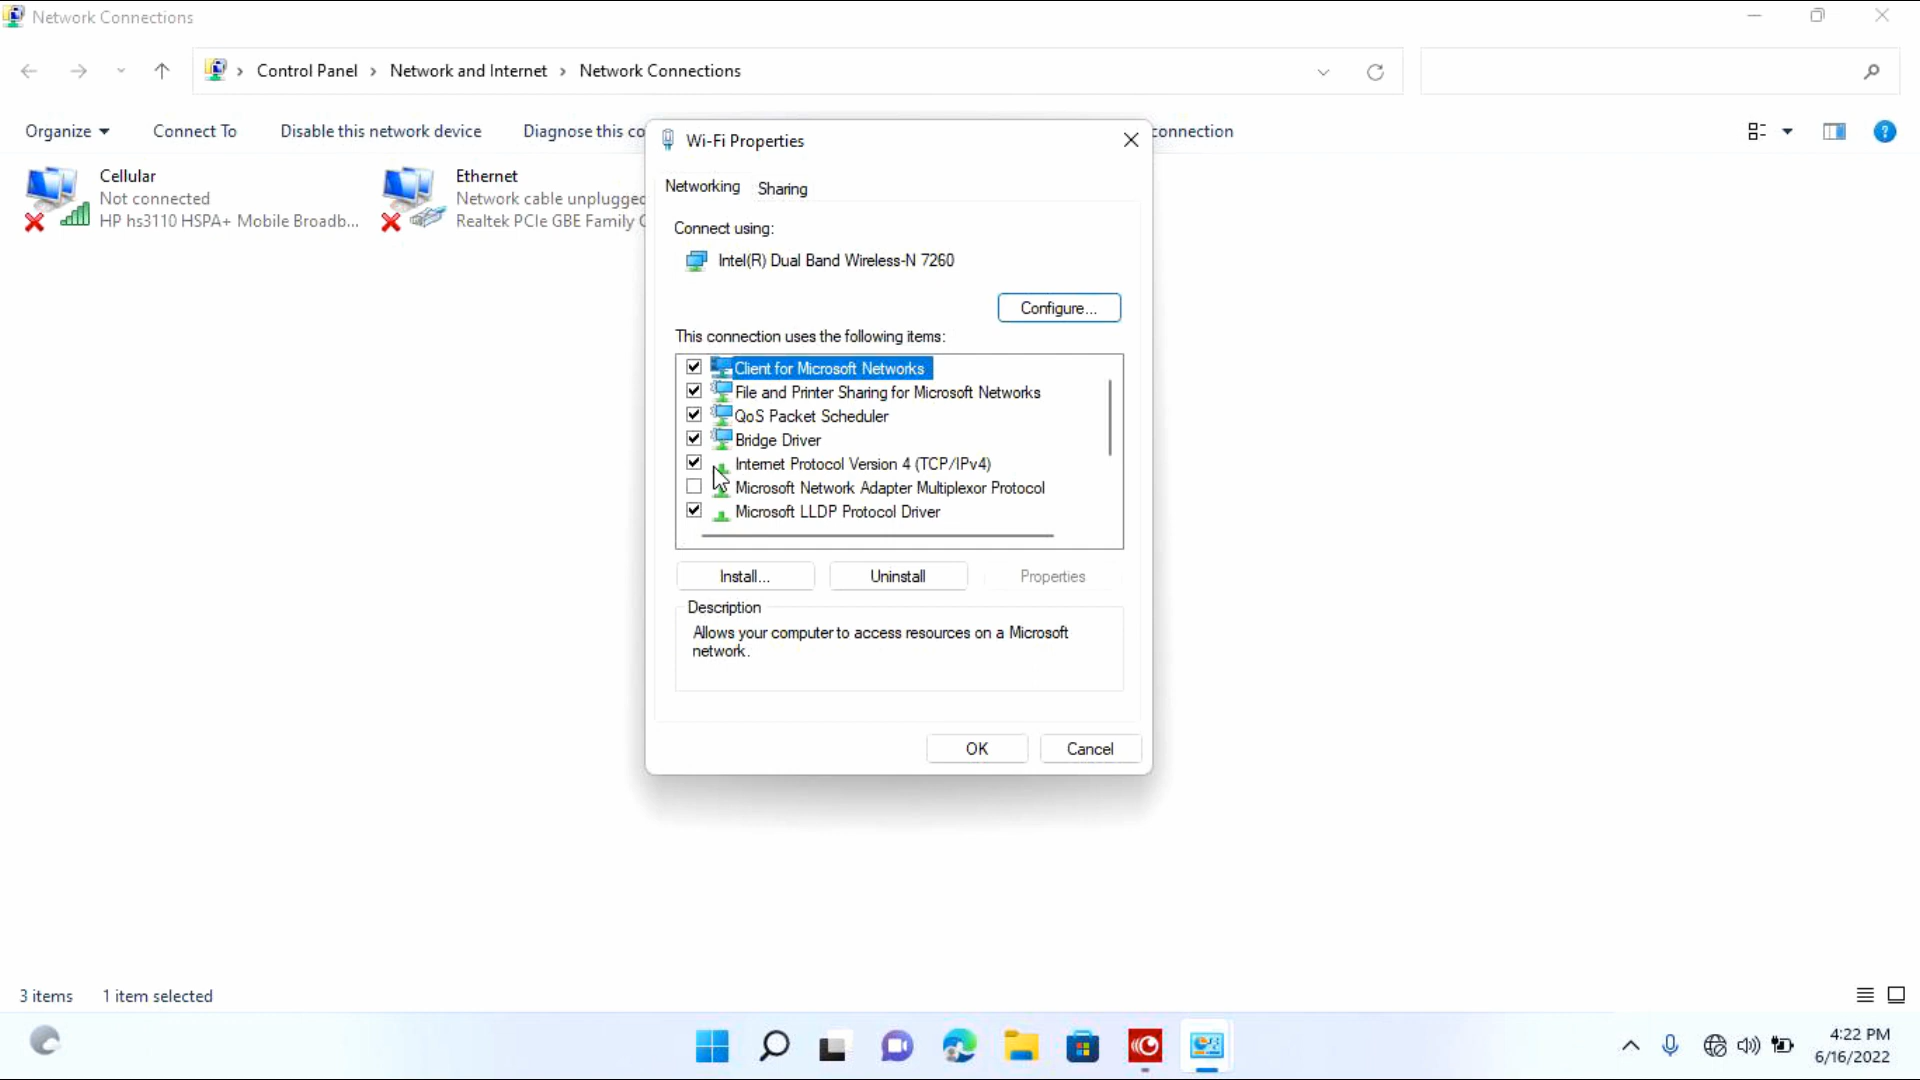 Network Connections
Control Panel > Network and Internet > Network Connections
Organize
Connect To
Disable this network device
Diagnose this co
connection
Cellular
Not connected
HP hs3110 HSPA+ Mobile Broadb...
Ethernet
Network cable unplugged
Realtek PCIe GBE Family C
Wi-Fi Properties
Networking
Sharing
Connect using:
Intel(R) Dual Band Wireless-N 7260
Configure...
This connection uses the following items:
Client for Microsoft Networks
File and Printer Sharing for Microsoft Networks
QoS Packet Scheduler
Bridge Driver
Internet Protocol Version 4 (TCP/IPv4)
Microsoft Network Adapter Multiplexor Protocol
Microsoft LLDP Protocol Driver
Install...
Uninstall
Properties
Description
Allows your computer to access resources on a Microsoft
network.
OK
Cancel
3 items
1 item selected
4:22 PM
6/16/2022